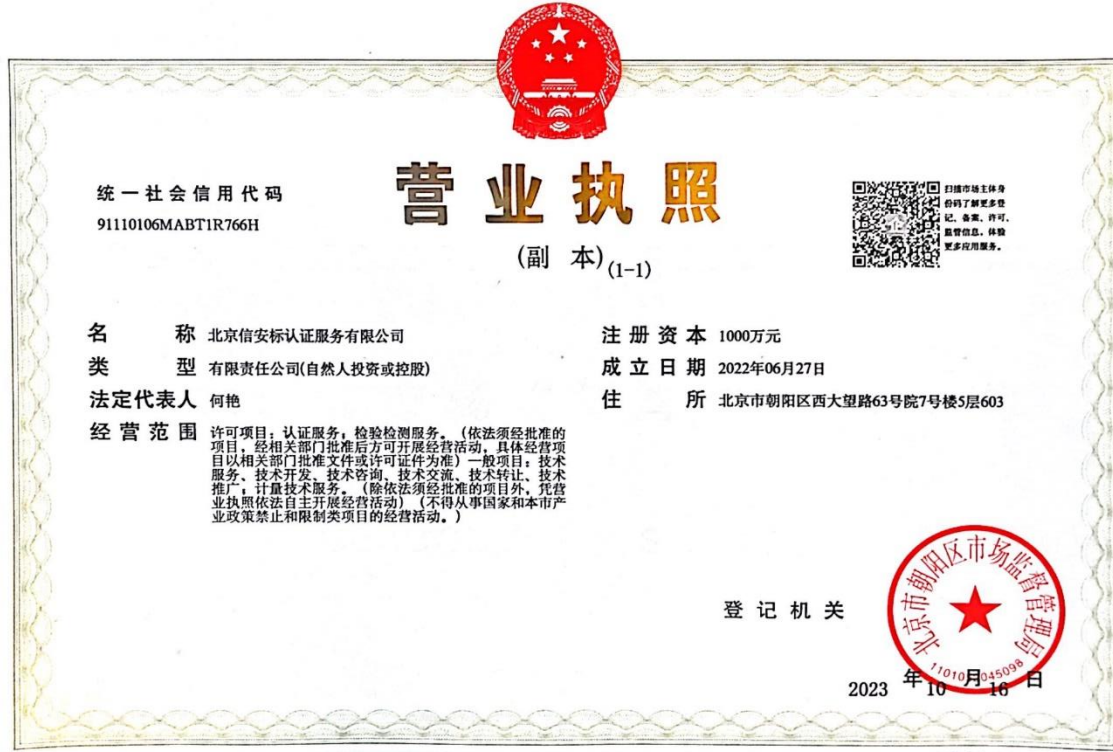 营业执照
(副 本)(1-1)
统一社会信用代码
91110106MABT1R766H
扫描市场主体身
份码了解更多登
记、备案、许可、
监管信息,体验
更多应用服务。
名 称 北京信安标认证服务有限公司
类 型 有限责任公司(自然人投资或控股)
法定代表人 何艳
经营范围 许可项目:认证服务;检验检测服务。(依法须经批准的
项目,经相关部门批准后方可开展经营活动,具体经营项
目以相关部门批准文件或许可证件为准)一般项目:技术
服务、技术开发、技术咨询、技术交流、技术转让、技术
推广;计量技术服务。(除依法须经批准的项目外,凭营
业执照依法自主开展经营活动)(不得从事国家和本市产
业政策禁止和限制类项目的经营活动。)
注册资本 1000万元
成立日期 2022年06月27日
住 所 北京市朝阳区西大望路63号院7号楼5层603
登记机关
北京市朝阳区市场监督管理局
2023 年 10 月 16 日